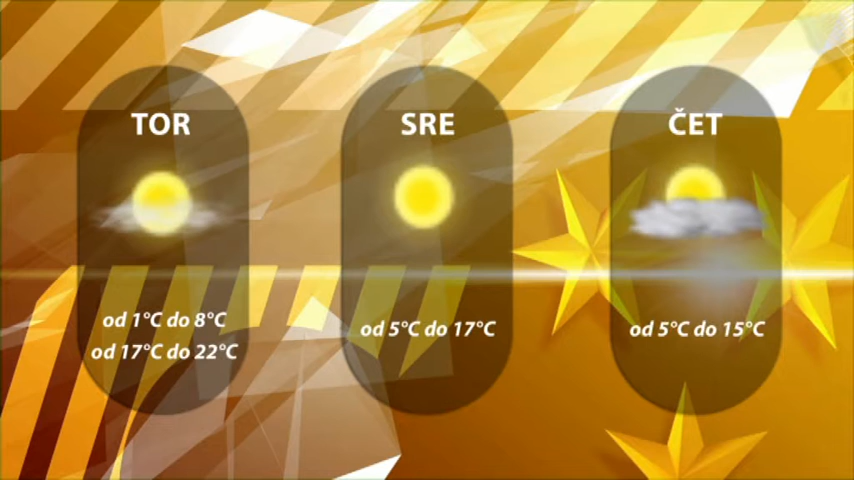 TOR
od 1°C do 8°C
od 17°C do 22°C
SRE
od 5°C do 17°C
ČET
od 5°C do 15°C